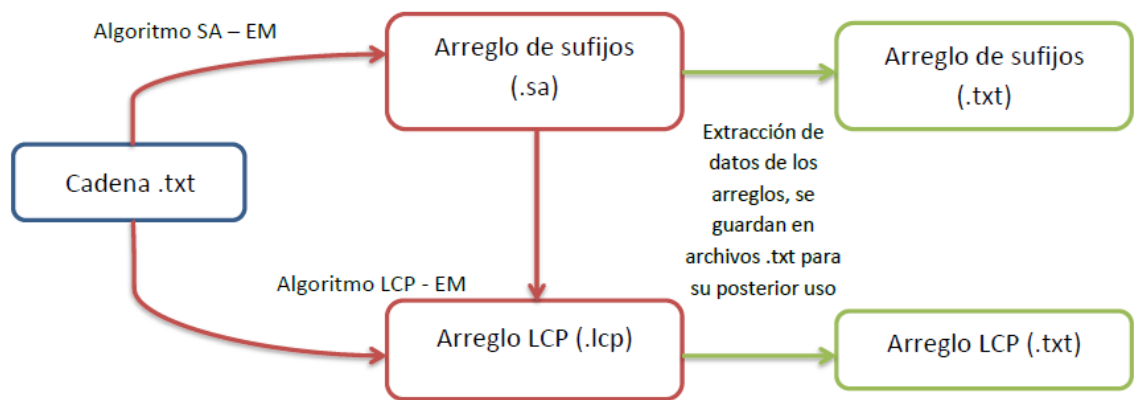 Algoritmo SA – EM
Arreglo de sufijos
(.sa)
Arreglo de sufijos
(.txt)
Cadena .txt
Extracción de
datos de los
arreglos, se
guardan en
archivos .txt para
su posterior uso
Algoritmo LCP - EM
Arreglo LCP (.lcp)
Arreglo LCP (.txt)